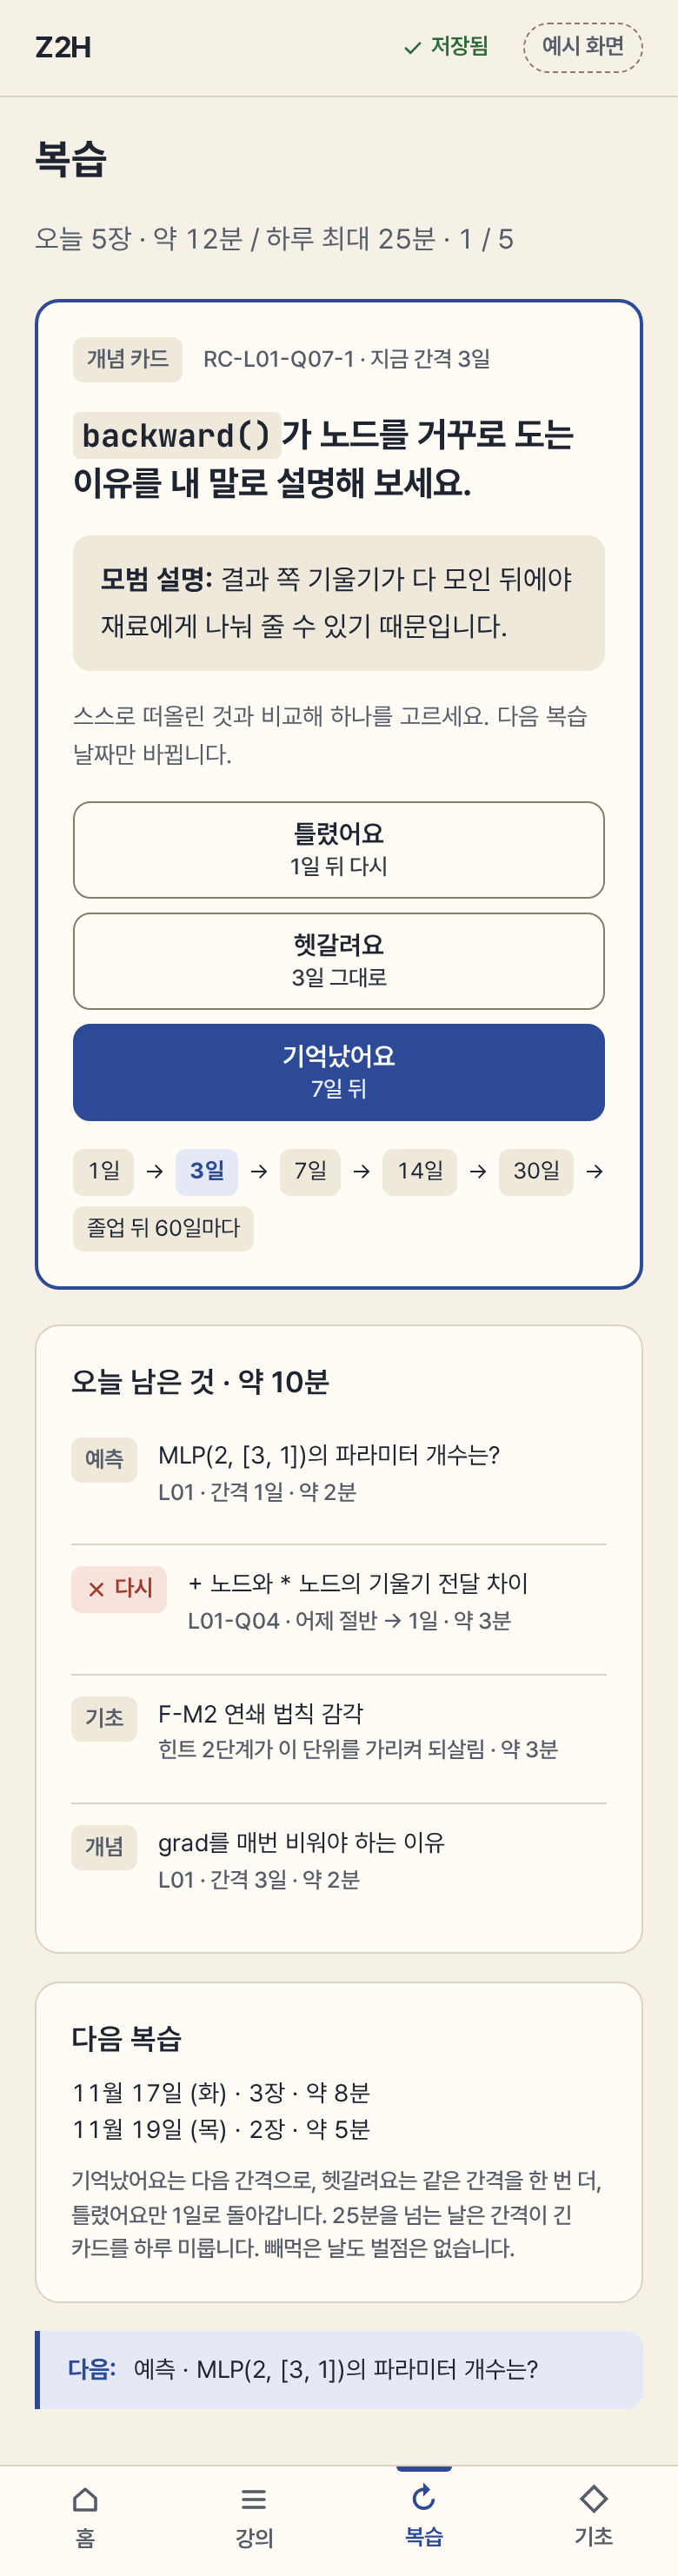 Z2H
저장됨
예시 화면
복습
오늘 5장 · 약 12분 / 하루 최대 25분 · 1 / 5
개념 카드 RC-L01-Q07-1 · 지금 간격 3일
backward()가 노드를 거꾸로 도는
이유를 내 말로 설명해 보세요.
모범 설명: 결과 쪽 기울기가 다 모인 뒤에야
재료에게 나눠 줄 수 있기 때문입니다.
스스로 떠올린 것과 비교해 하나를 고르세요. 다음 복습
날짜만 바뀝니다.
틀렸어요
1일 뒤 다시
헷갈려요
3일 그대로
기억났어요
7일 뒤
1일 → 3일 → 7일 → 14일 → 30일 →
졸업 뒤 60일마다
오늘 남은 것 · 약 10분
예측 MLP(2, [3, 1])의 파라미터 개수는?
L01 · 간격 1일 · 약 2분
× 다시 + 노드와 * 노드의 기울기 전달 차이
L01-Q04 · 어제 절반 → 1일 · 약 3분
기초 F-M2 연쇄 법칙 감각
힌트 2단계가 이 단위를 가리켜 되살림 · 약 3분
개념 grad를 매번 비워야 하는 이유
L01 · 간격 3일 · 약 2분
다음 복습
11월 17일 (화) · 3장 · 약 8분
11월 19일 (목) · 2장 · 약 5분
기억났어요는 다음 간격으로, 헷갈려요는 같은 간격을 한 번 더,
틀렸어요만 1일로 돌아갑니다. 25분을 넘는 날은 간격이 긴
카드를 하루 미룹니다. 빼먹은 날도 벌점은 없습니다.
다음: 예측 · MLP(2, [3, 1])의 파라미터 개수는?
홈
강의
복습
기초